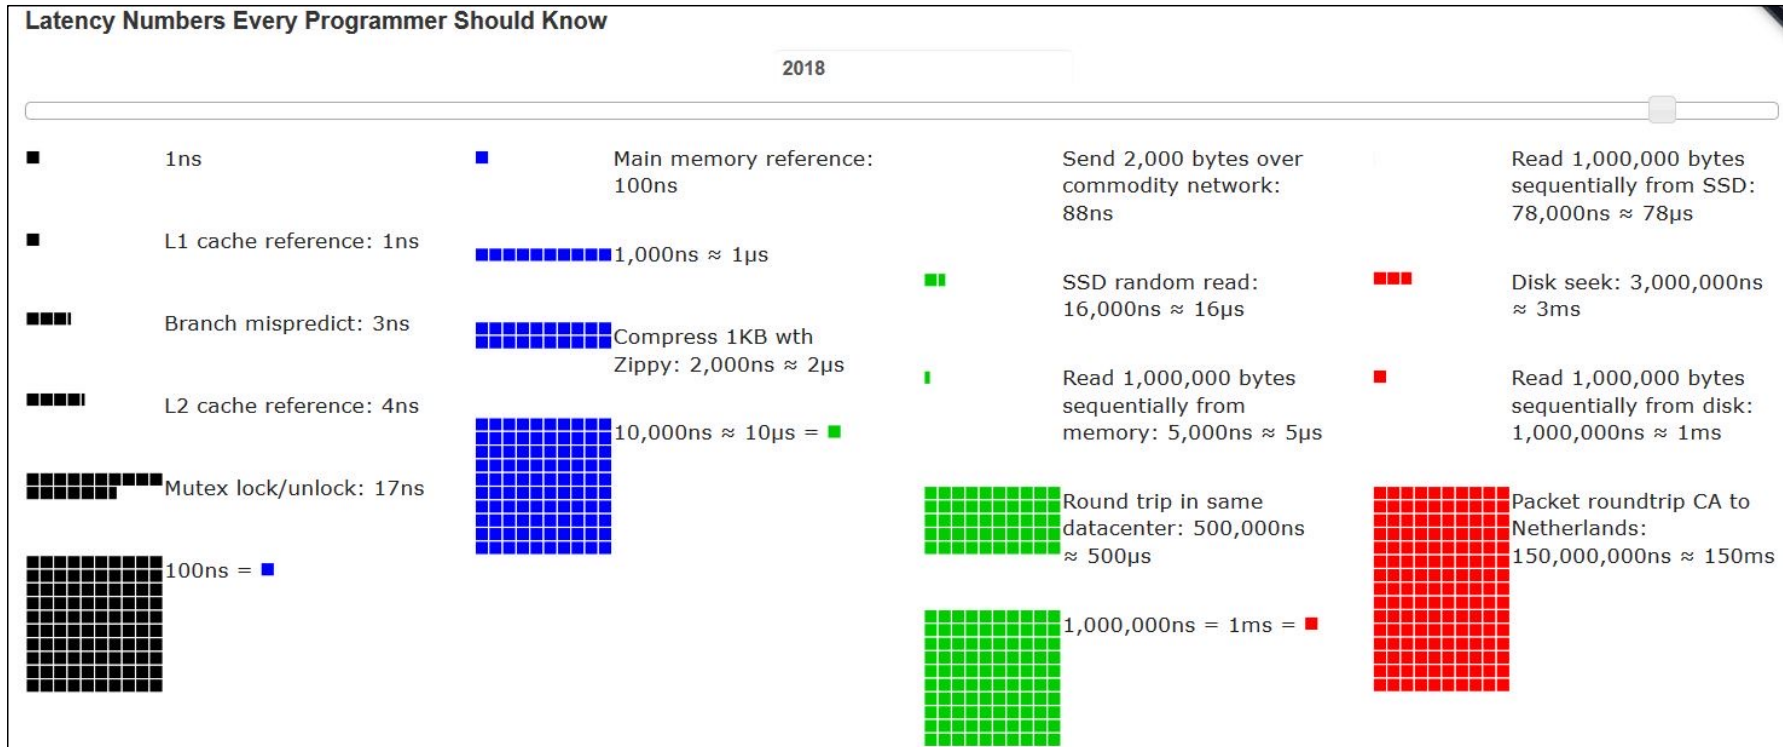 Latency Numbers Every Programmer Should Know
2018
1ns
L1 cache reference: 1ns
Branch mispredict: 3ns
L2 cache reference: 4ns
Mutex lock/unlock: 17ns
100ns =
Main memory reference:
100ns
1,000ns ≈ 1μs
Compress 1KB wth
Zippy: 2,000ns ≈ 2μs
10,000ns ≈ 10μs =
Send 2,000 bytes over
commodity network:
88ns
SSD random read:
16,000ns ≈ 16μs
Read 1,000,000 bytes
sequentially from
memory: 5,000ns ≈ 5μs
Round trip in same
datacenter: 500,000ns
≈ 500μs
1,000,000ns = 1ms =
Read 1,000,000 bytes
sequentially from SSD:
78,000ns ≈ 78μs
Disk seek: 3,000,000ns
≈ 3ms
Read 1,000,000 bytes
sequentially from disk:
1,000,000ns ≈ 1ms
Packet roundtrip CA to
Netherlands:
150,000,000ns ≈ 150ms